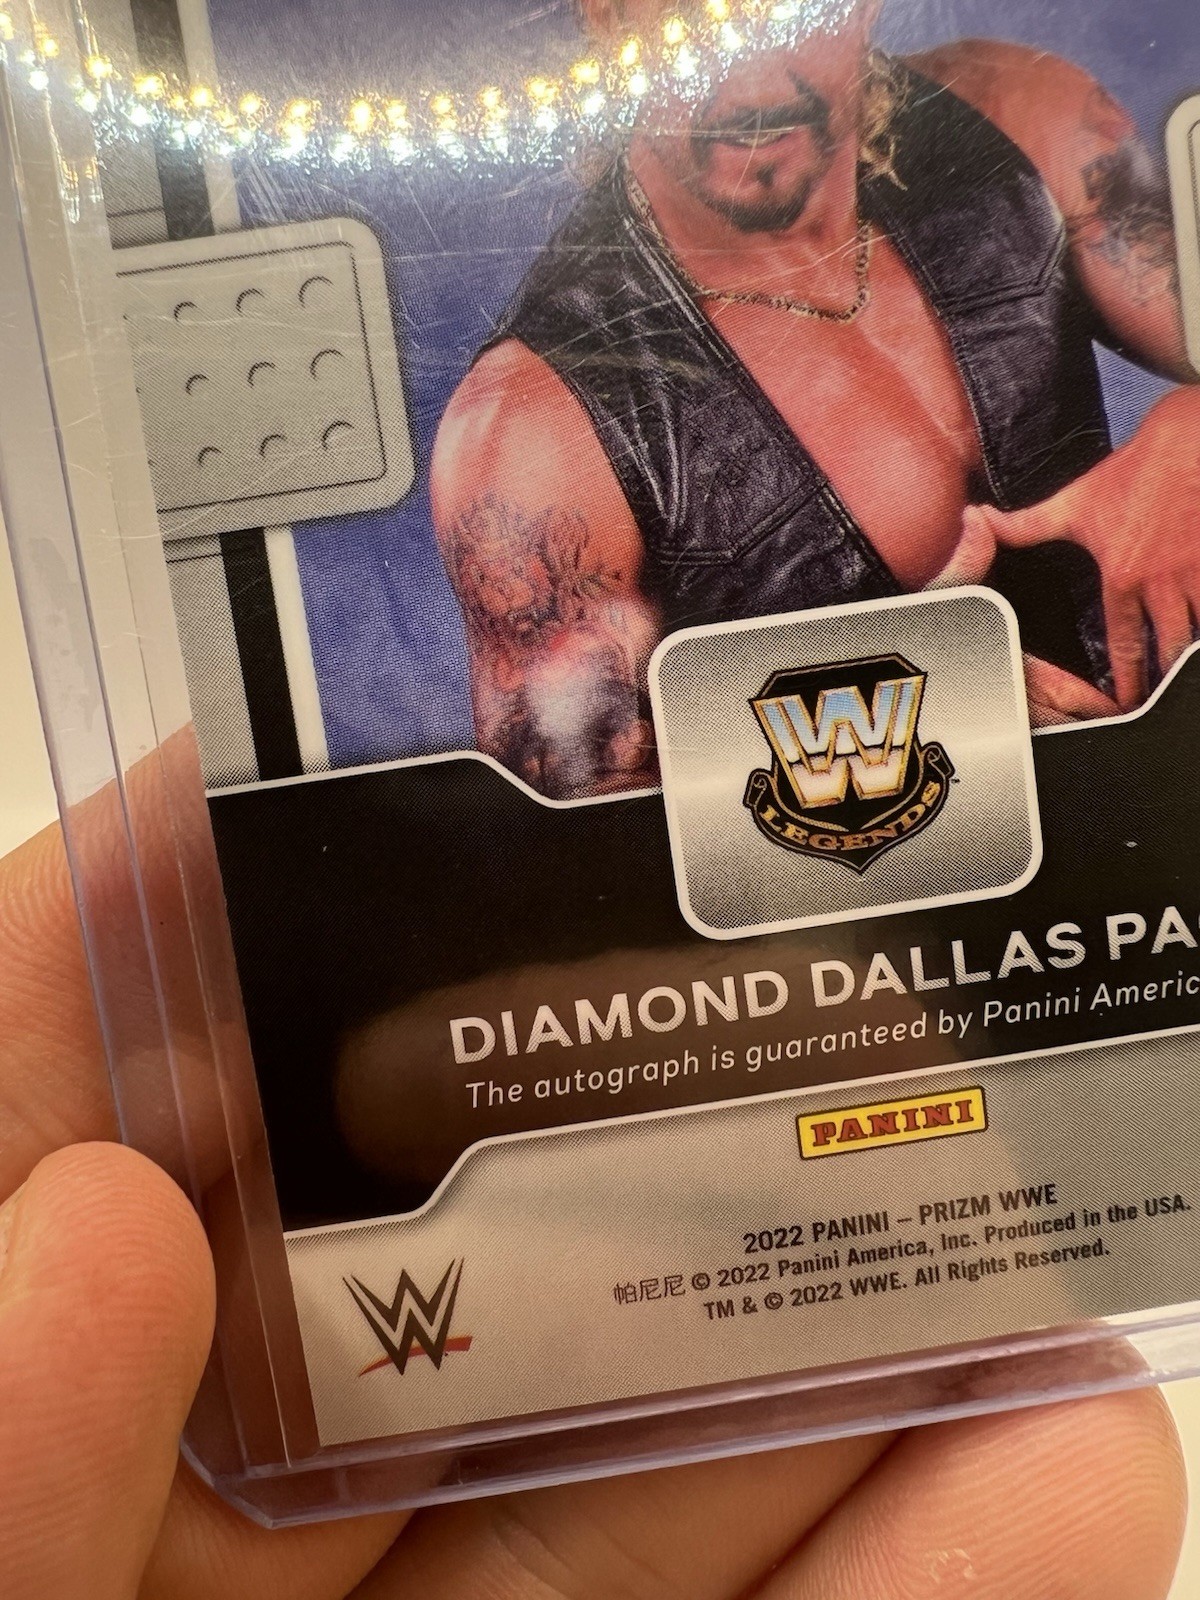 W
LEGENDS
DIAMOND DALLAS PA
The autograph is guaranteed by Panini Americ
PANINI
2022 PANINI – PRIZM WWE
帕尼尼 © 2022 Panini America, Inc. Produced in the USA.
TM & © 2022 WWE. All Rights Reserved.
W